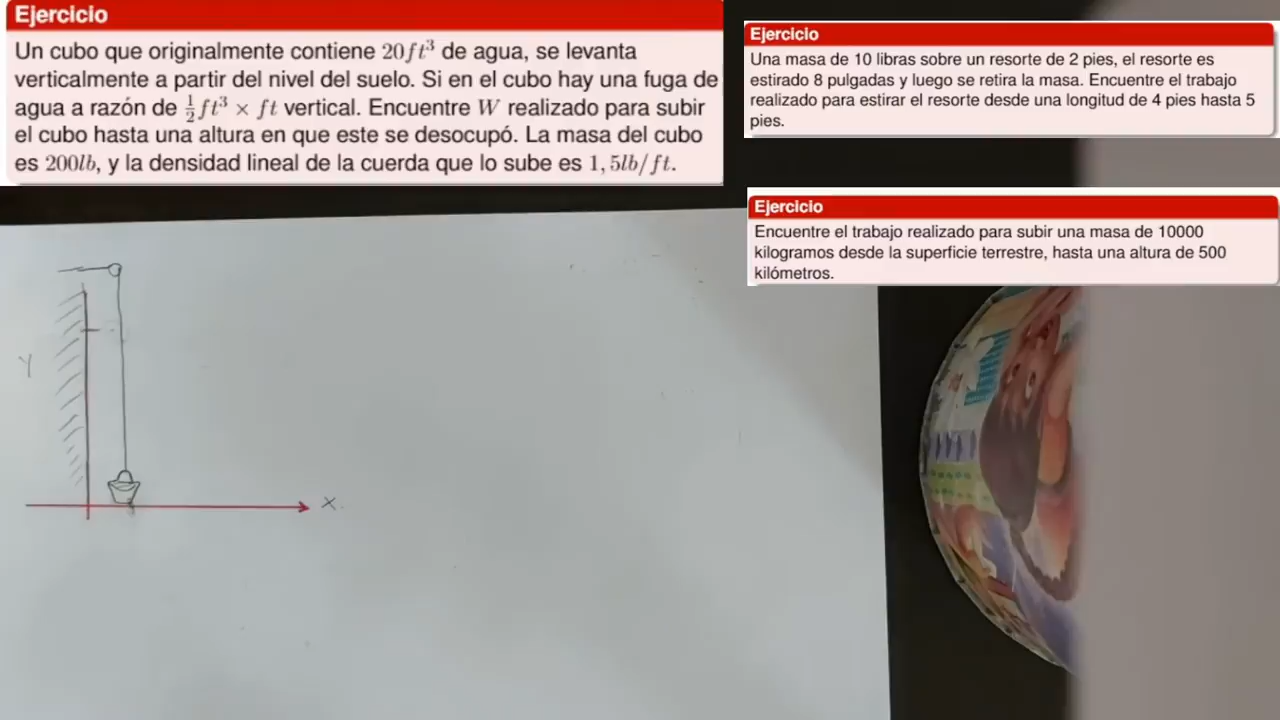 Ejercicio
Un cubo que originalmente contiene 20ft³ de agua, se levanta
verticalmente a partir del nivel del suelo. Si en el cubo hay una fuga de
agua a razón de ½ft³ × ft vertical. Encuentre W realizado para subir
el cubo hasta una altura en que este se desocupó. La masa del cubo
es 200lb, y la densidad lineal de la cuerda que lo sube es 1, 5lb/ft.
Ejercicio
Una masa de 10 libras sobre un resorte de 2 pies, el resorte es
estirado 8 pulgadas y luego se retira la masa. Encuentre el trabajo
realizado para estirar el resorte desde una longitud de 4 pies hasta 5
pies.
Ejercicio
Encuentre el trabajo realizado para subir una masa de 10000
kilogramos desde la superficie terrestre, hasta una altura de 500
kilómetros.
Y
X